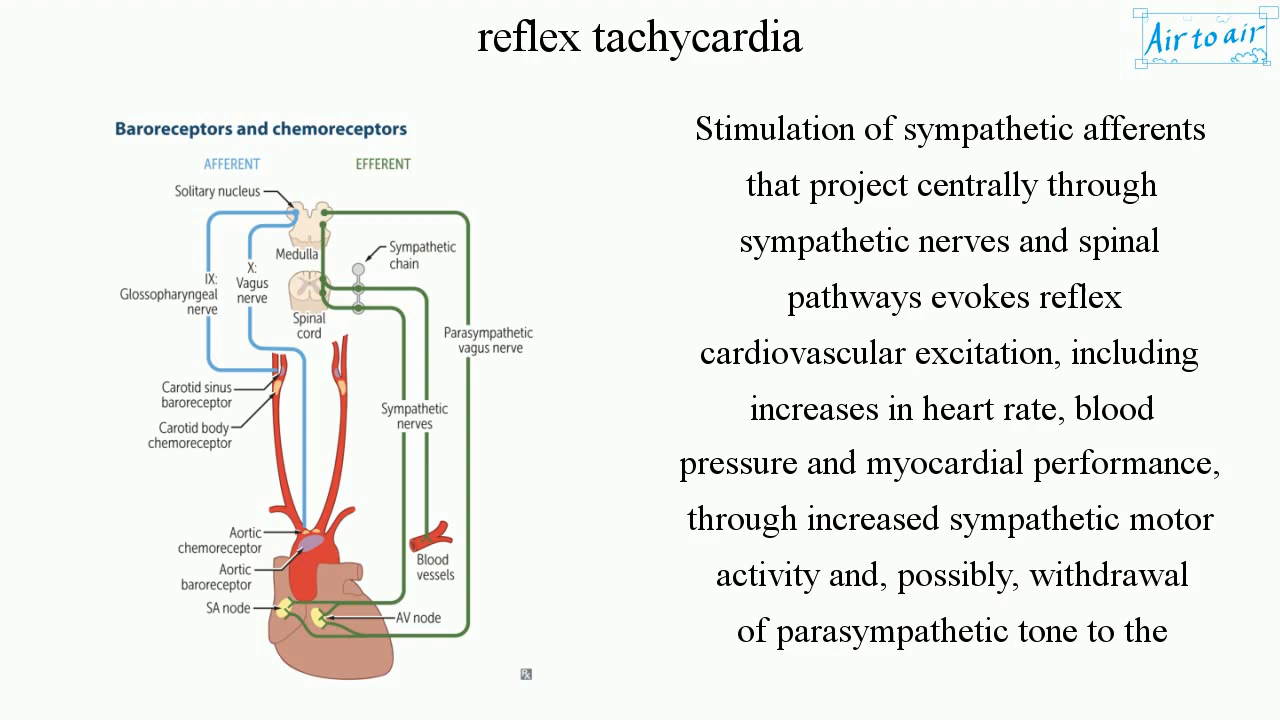 reflex tachycardia
Air to air
Baroreceptors and chemoreceptors
AFFERENT
EFFERENT
Solitary nucleus
Medulla
Sympathetic
chain
IX:
Glossopharyngeal
nerve
X:
Vagus
nerve
Spinal
cord
Parasympathetic
vagus nerve
Carotid sinus
baroreceptor
Carotid body
chemoreceptor
Sympathetic
nerves
Aortic
chemoreceptor
Aortic
baroreceptor
Blood
vessels
SA node
AV node
Rx
Stimulation of sympathetic afferents
that project centrally through
sympathetic nerves and spinal
pathways evokes reflex
cardiovascular excitation, including
increases in heart rate, blood
pressure and myocardial performance,
through increased sympathetic motor
activity and, possibly, withdrawal
of parasympathetic tone to the